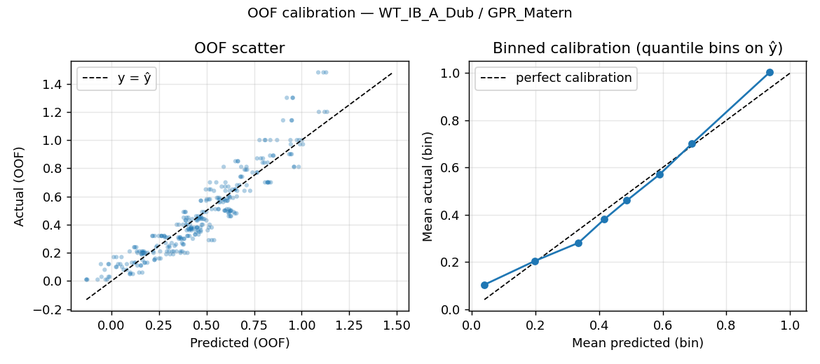 OOF calibration — WT_IB_A_Dub / GPR_Matern
OOF scatter
y = ŷ
1.4
1.2
1.0
0.8
0.6
0.4
0.2
0.0
−0.2
Actual (OOF)
0.00 0.25 0.50 0.75 1.00 1.25 1.50
Predicted (OOF)
Binned calibration (quantile bins on ŷ)
perfect calibration
1.0
0.8
0.6
0.4
0.2
0.0
Mean actual (bin)
0.0 0.2 0.4 0.6 0.8 1.0
Mean predicted (bin)